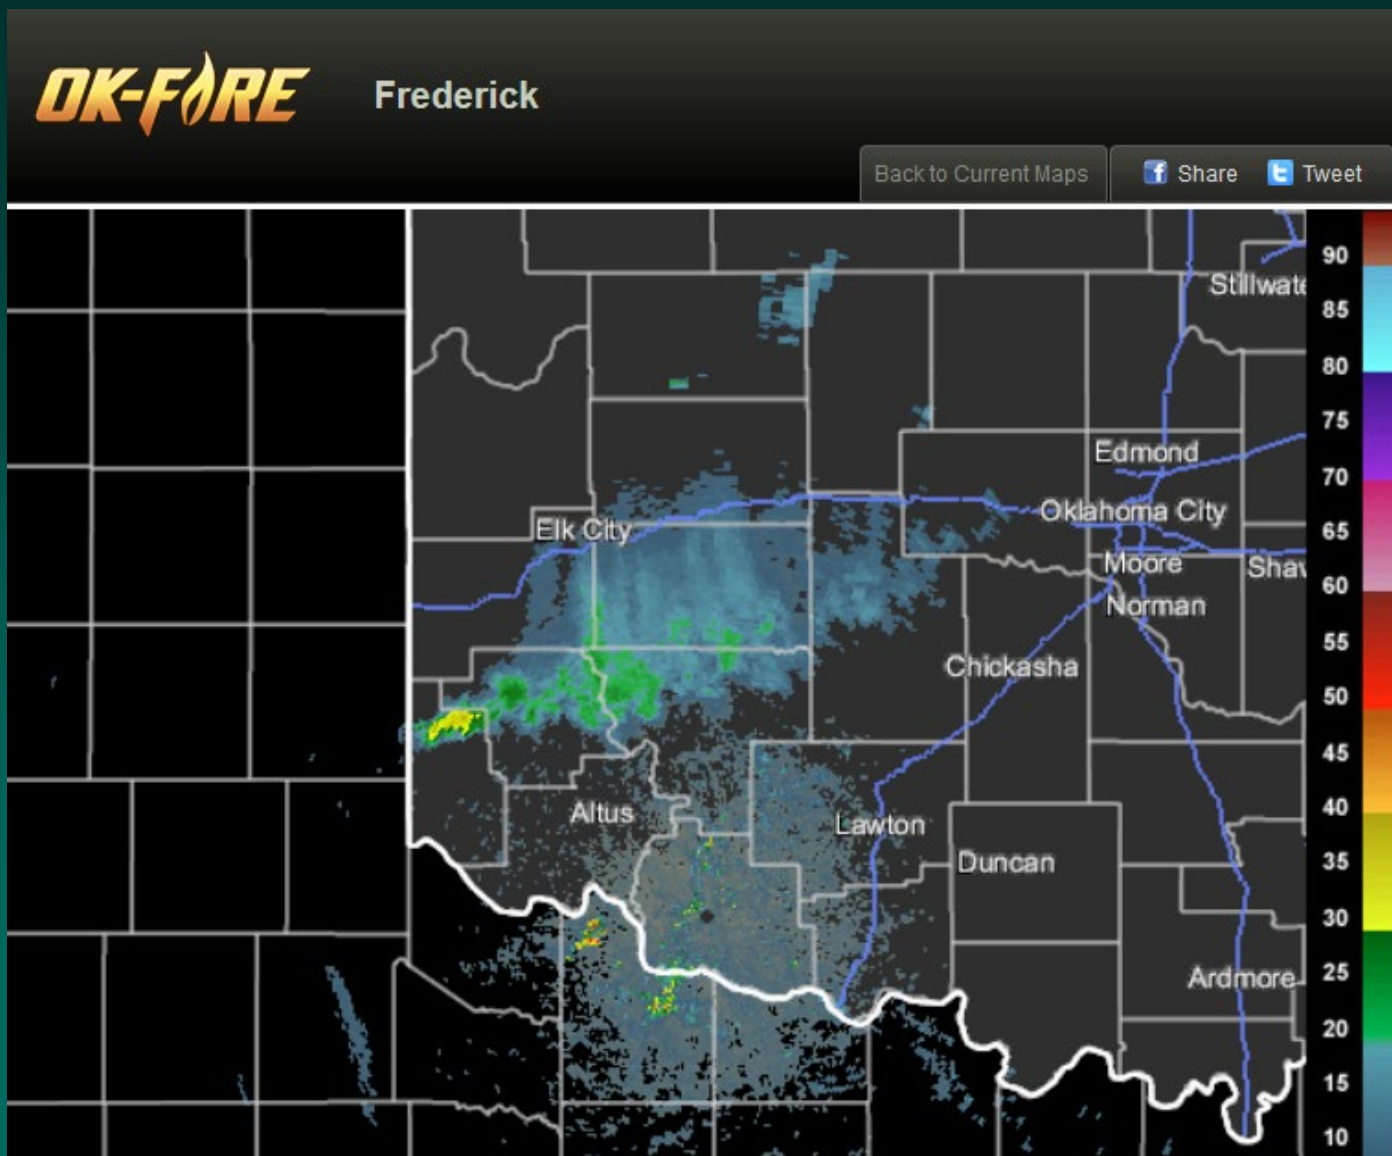 OK-FIRE
Frederick
Back to Current Maps
Share
Tweet
Stillwate
Edmond
Oklahoma City
Elk City
Moore
Shaw
Norman
Chickasha
Altus
Lawton
Duncan
Ardmore
90
85
80
75
70
65
60
55
50
45
40
35
30
25
20
15
10